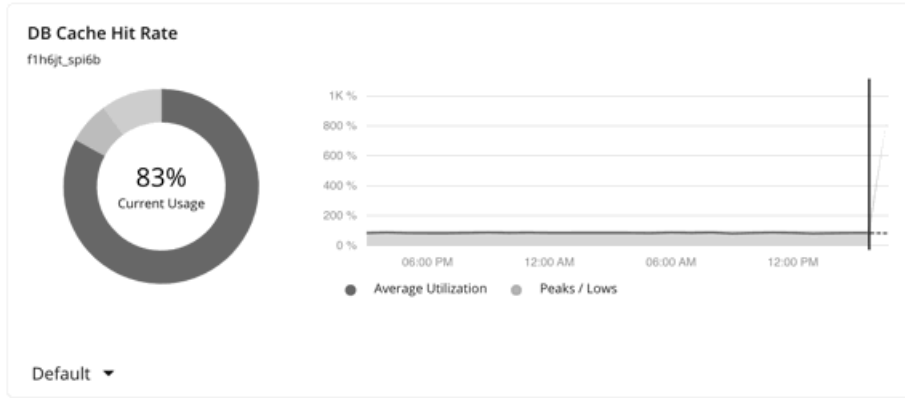 DB Cache Hit Rate
f1h6jt_spi6b
83%
Current Usage
1K %
800 %
600 %
400 %
200 %
0 %
06:00 PM 12:00 AM 06:00 AM 12:00 PM
Average Utilization Peaks / Lows
Default